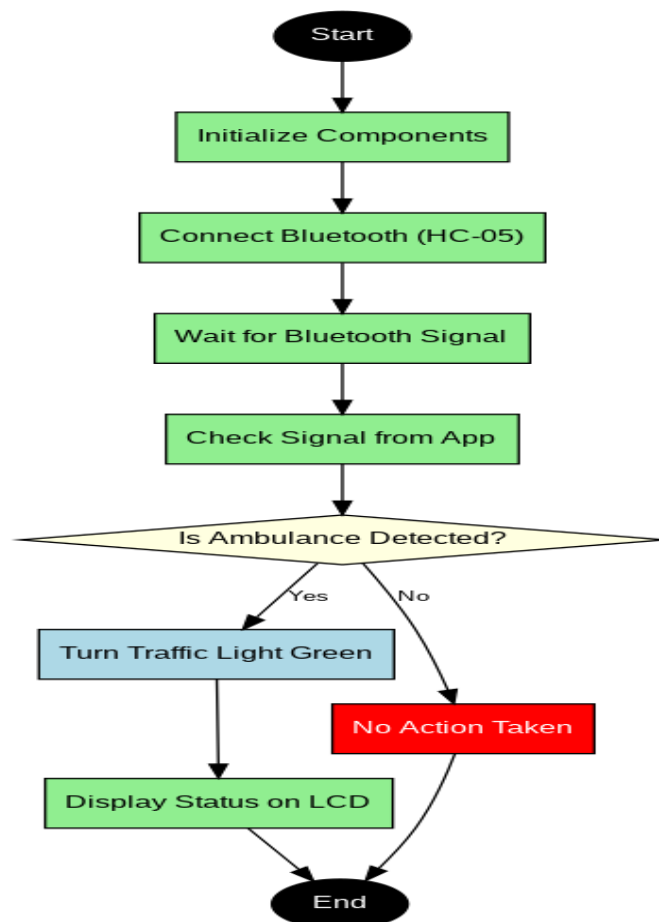 Start
Initialize Components
Connect Bluetooth (HC-05)
Wait for Bluetooth Signal
Check Signal from App
Is Ambulance Detected?
Yes
No
Turn Traffic Light Green
No Action Taken
Display Status on LCD
End